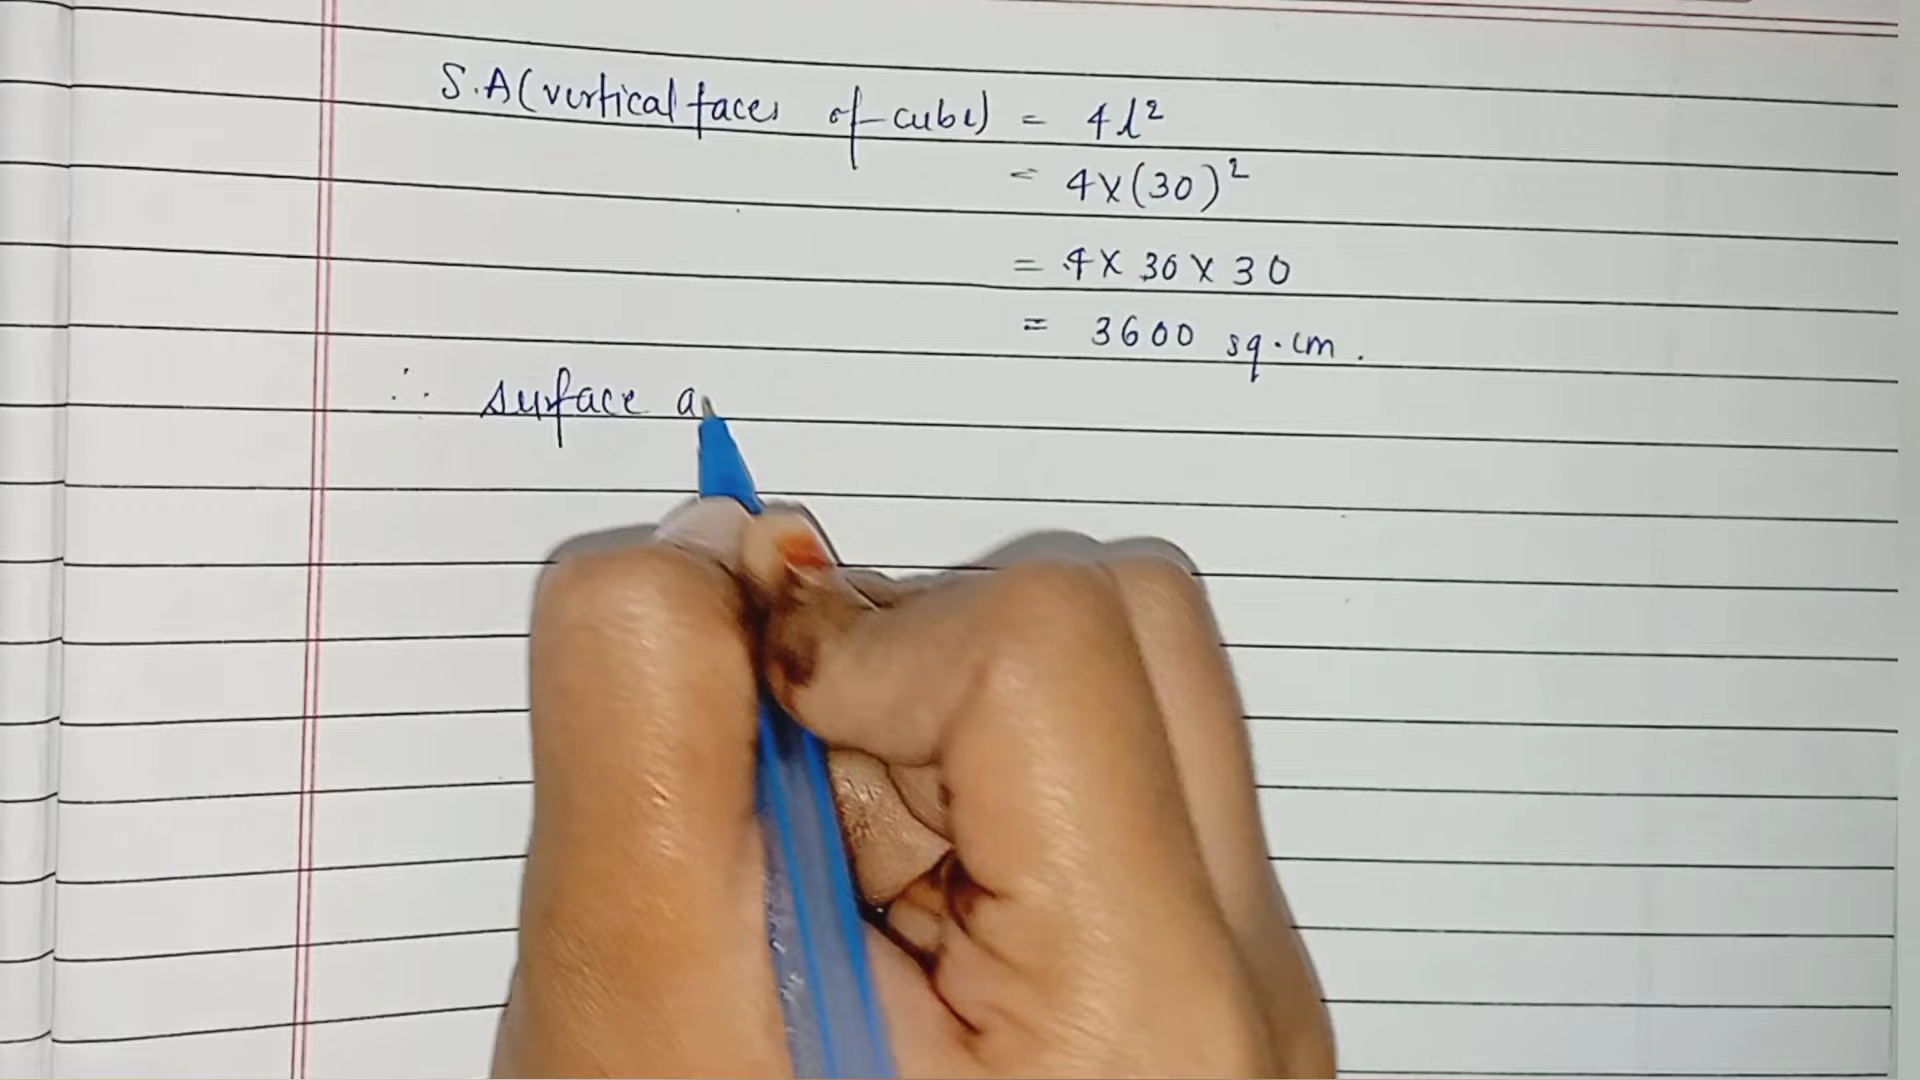 S.A(vertical faces of cube) = 4l²
= 4×(30)²
= 4× 30 × 30
= 3600 sq.cm.
∴ surface a